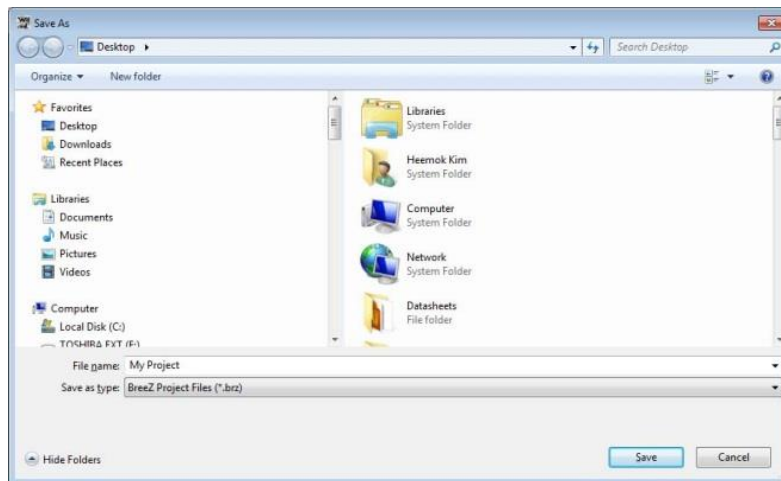 Save As
Desktop
Search Desktop
Organize
New folder
Favorites
Desktop
Downloads
Recent Places
Libraries
Documents
Music
Pictures
Videos
Computer
Local Disk (C:)
TOSHIBA EXT (F:)
Libraries
System Folder
Heemok Kim
System Folder
Computer
System Folder
Network
System Folder
Datasheets
File folder
File name: My Project
Save as type: BreeZ Project Files (*.brz)
Hide Folders
Save
Cancel